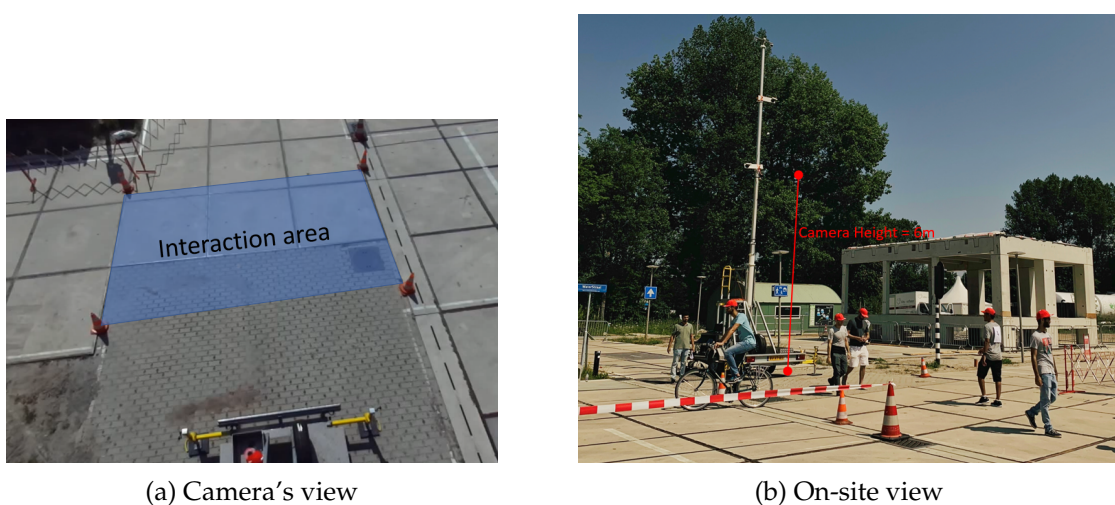 Interaction area
Camera Height = 6m
(a) Camera's view
(b) On-site view